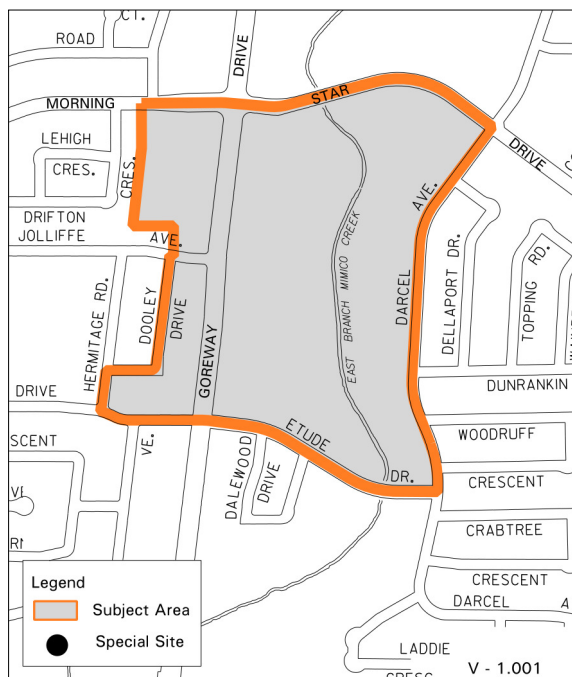 CT.
ROAD
DRIVE
MORNING
STAR
LEHIGH
CRES.
CRES.
DRIVE
AVE.
DRIFTON
JOLLIFFE
AVE.
HERMITAGE RD.
DOOLEY
DRIVE
GOREWAY
EAST BRANCH MIMICO CREEK
DARCEL
DELLAPORT DR.
TOPPING RD.
DRIVE
DUNRANKIN
ETUDE
DR.
WOODRUFF
SCENT
VE.
DALEWOOD
DRIVE
CRESCENT
CRABTREE
CRESCENT
DARCEL A
LADDIE
Legend
Subject Area
Special Site
V - 1.001